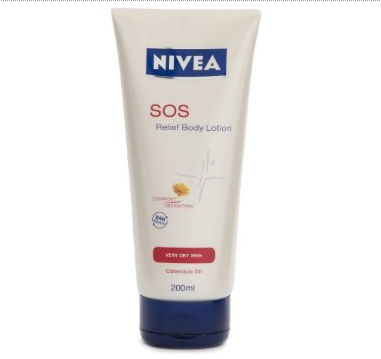 NIVEA
SOS
Relief Body Lotion
COMFORT
SENSATION
24h+
VERY DRY SKIN
Calendula Oil
200ml